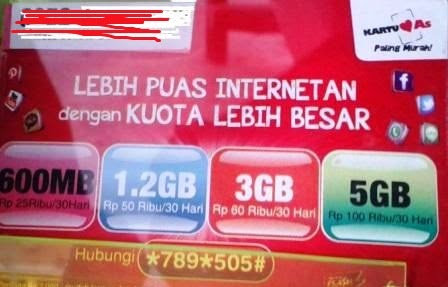 KARTU As
Paling Murah!
LEBIH PUAS INTERNETAN
dengan KUOTA LEBIH BESAR
600MB
Rp 25Ribu/30Hari
1.2GB
Rp 50 Ribu/30 Hari
3GB
Rp 60 Ribu/30 Hari
5GB
Rp 100 Ribu/30 Hari
Hubungi *789*505#